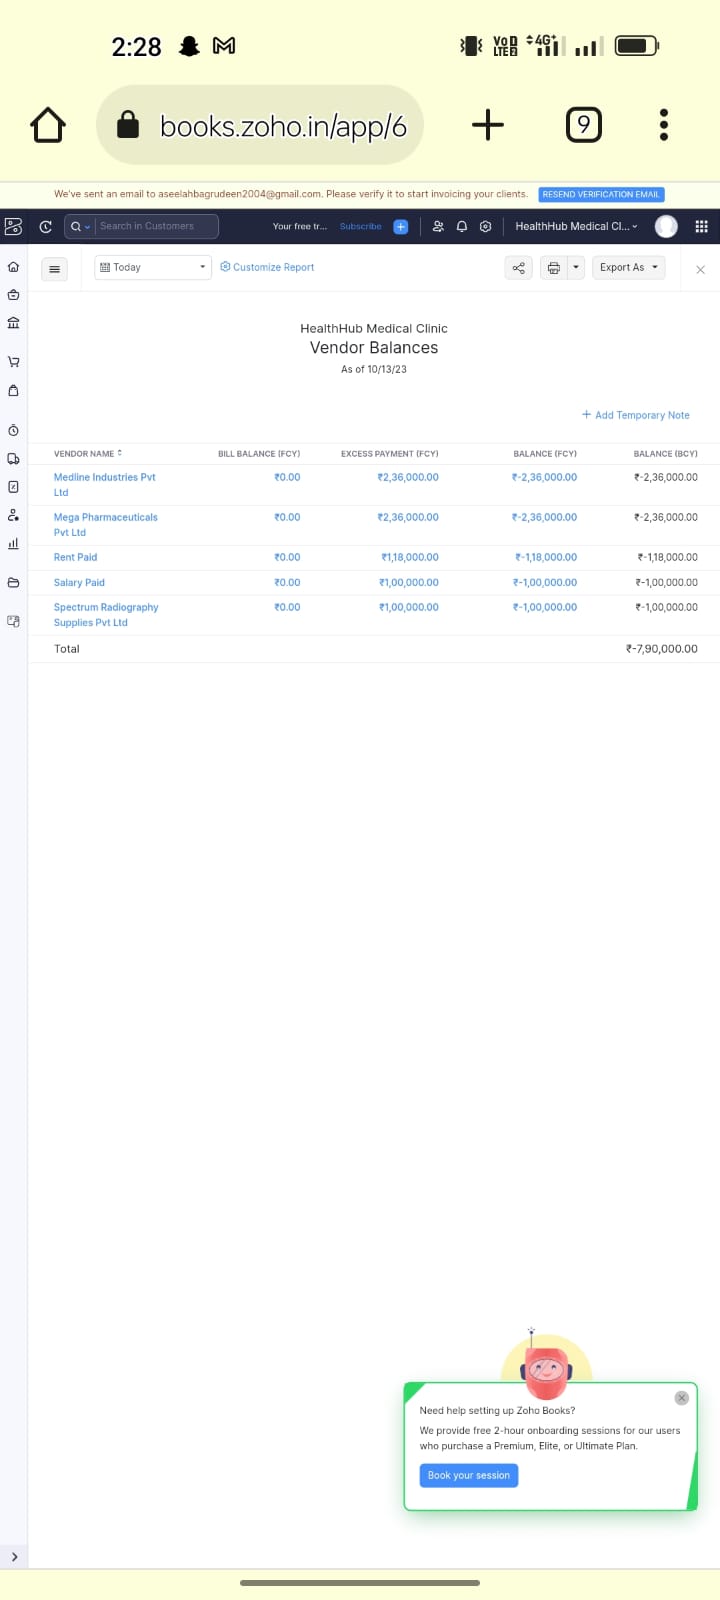 2:28
VoD LTE2 4G+
books.zoho.in/app/6 9
We've sent an email to aseelahbagrudeen2004@gmail.com. Please verify it to start invoicing your clients. RESEND VERIFICATION EMAIL
Search in Customers Your free tr... Subscribe HealthHub Medical Cl...
Today Customize Report Export As
HealthHub Medical Clinic
Vendor Balances
As of 10/13/23
+ Add Temporary Note
VENDOR NAME BILL BALANCE (FCY) EXCESS PAYMENT (FCY) BALANCE (FCY) BALANCE (BCY)
Medline Industries Pvt ₹0.00 ₹2,36,000.00 ₹-2,36,000.00 ₹-2,36,000.00
Ltd
Mega Pharmaceuticals ₹0.00 ₹2,36,000.00 ₹-2,36,000.00 ₹-2,36,000.00
Pvt Ltd
Rent Paid ₹0.00 ₹1,18,000.00 ₹-1,18,000.00 ₹-1,18,000.00
Salary Paid ₹0.00 ₹1,00,000.00 ₹-1,00,000.00 ₹-1,00,000.00
Spectrum Radiography ₹0.00 ₹1,00,000.00 ₹-1,00,000.00 ₹-1,00,000.00
Supplies Pvt Ltd
Total ₹-7,90,000.00
Need help setting up Zoho Books?
We provide free 2-hour onboarding sessions for our users
who purchase a Premium, Elite, or Ultimate Plan.
Book your session